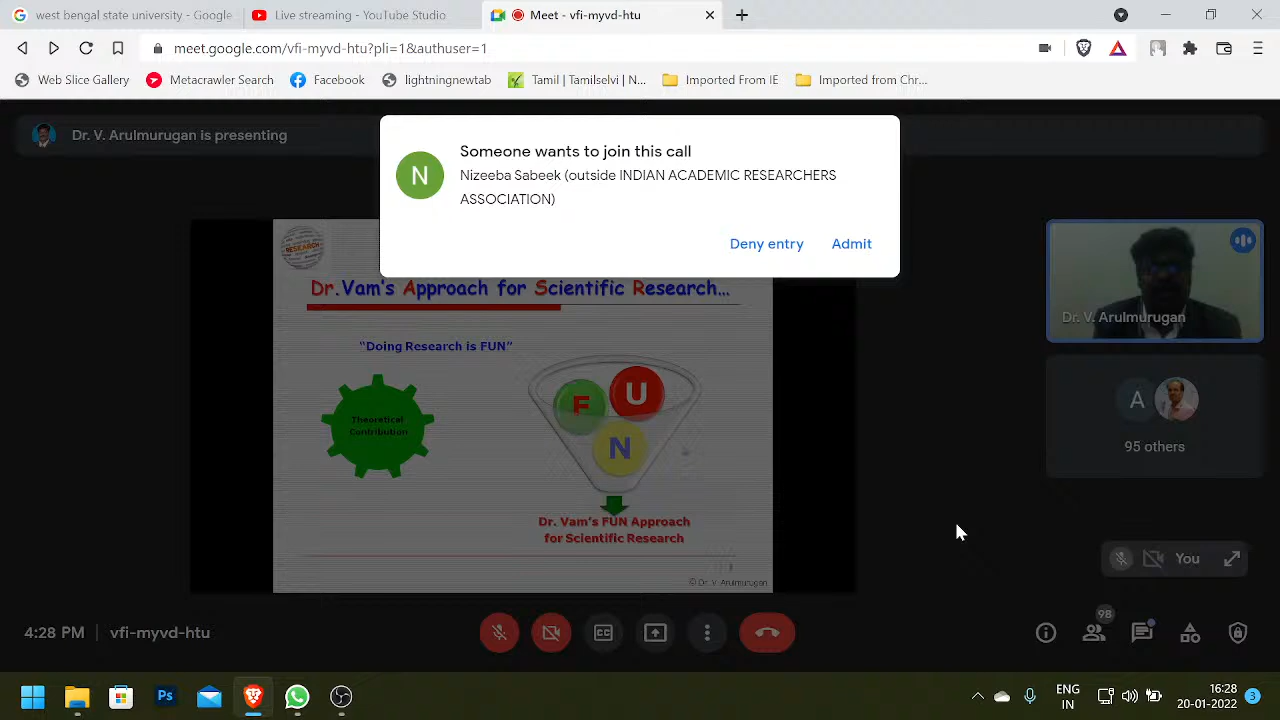 west bengal state university - Google
Live streaming - YouTube Studio
Meet - vfi-myvd-htu
meet.google.com/vfi-myvd-htu?pli=1&authuser=1
Web Slice Gallery
Metacrawler Search
Facebook
lightningnewtab
Tamil | Tamilselvi | N...
Imported From IE
Imported from Chr...
Dr. V. Arulmurugan is presenting
N
Someone wants to join this call
Nizeeba Sabeek (outside INDIAN ACADEMIC RESEARCHERS
ASSOCIATION)
Deny entry
Admit
RESEARCH
Dr.Vam's Approach for Scientific Research...
"Doing Research is FUN"
Theoretical
Contribution
F
U
N
Dr. Vam's FUN Approach
for Scientific Research
© Dr. V. Arulmurugan
Dr. V. Arulmurugan
A
95 others
You
4:28 PM
vfi-myvd-htu
CC
98
Ps
ENG
IN
16:28
20-01-2022
3